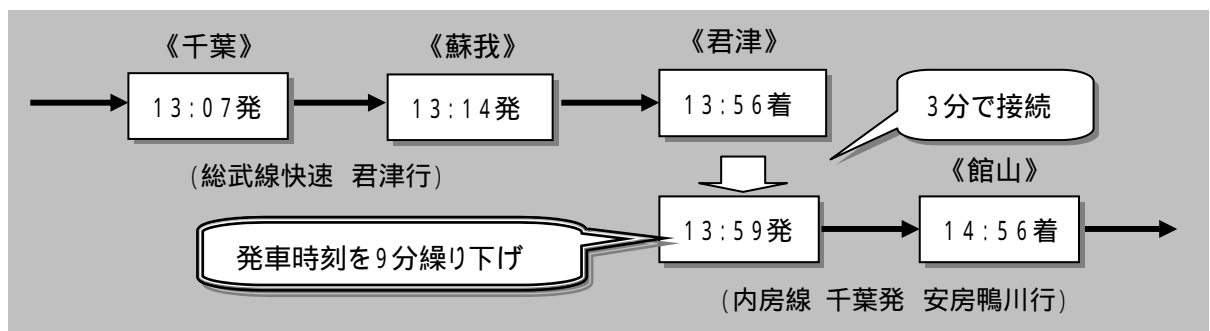 《千葉》
《蘇我》
《君津》
13:07発
13:14発
13:56着
3分で接続
(総武線快速 君津行)
《館山》
13:59発
14:56着
発車時刻を9分繰り下げ
(内房線 千葉発 安房鴨川行)